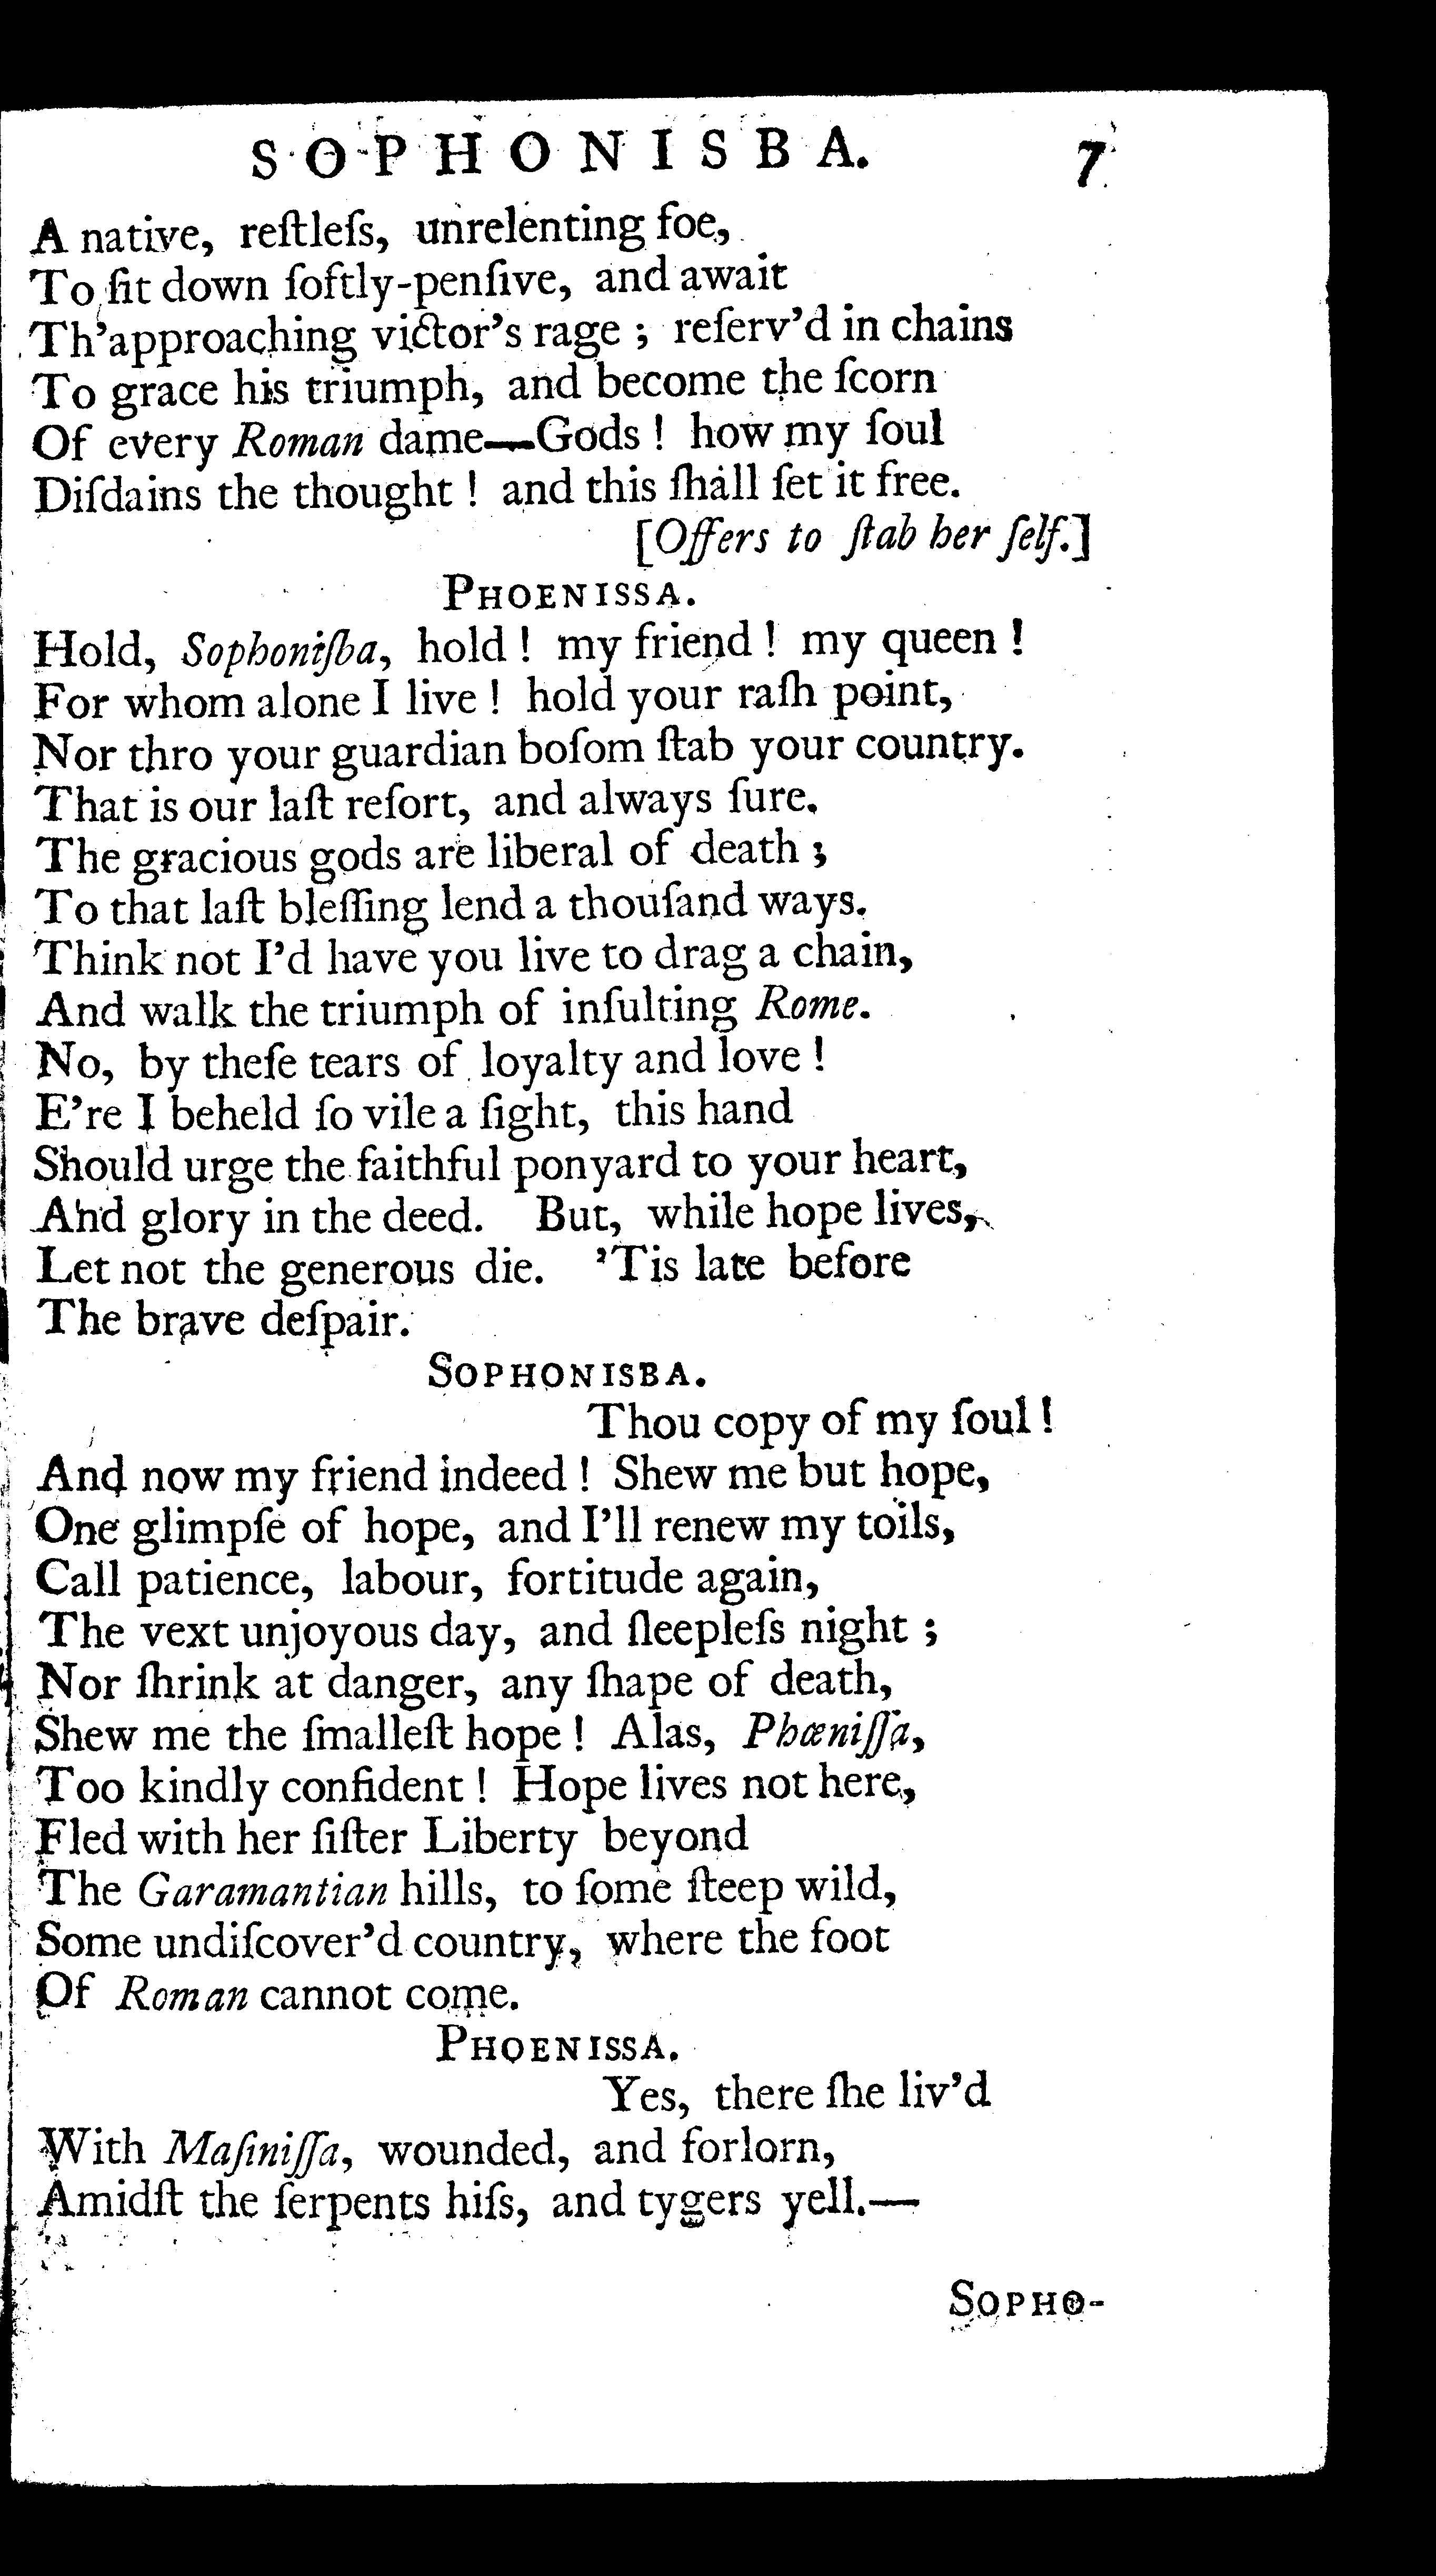 SOPHONISBA. 7
A native, reſtleſs, unrelenting foe,
To ſit down ſoftly-penſive, and await
Th'approaching victor's rage ; reſerv'd in chains
To grace his triumph, and become the ſcorn
Of every Roman dame—Gods ! how my ſoul
Diſdains the thought ! and this ſhall ſet it free.
[Offers to ſtab her ſelf.]
PHOENISSA.
Hold, Sophoniſba, hold ! my friend ! my queen !
For whom alone I live ! hold your raſh point,
Nor thro your guardian boſom ſtab your country.
That is our laſt reſort, and always ſure.
The gracious gods are liberal of death ;
To that laſt bleſſing lend a thouſand ways.
Think not I'd have you live to drag a chain,
And walk the triumph of inſulting Rome.
No, by theſe tears of loyalty and love !
E're I beheld ſo vile a ſight, this hand
Should urge the faithful ponyard to your heart,
And glory in the deed. But, while hope lives,
Let not the generous die. 'Tis late before
The brave deſpair.
SOPHONISBA.
Thou copy of my ſoul !
And now my friend indeed ! Shew me but hope,
One glimpſe of hope, and I'll renew my toils,
Call patience, labour, fortitude again,
The vext unjoyous day, and ſleepleſs night ;
Nor ſhrink at danger, any ſhape of death,
Shew me the ſmalleſt hope ! Alas, Phœniſſa,
Too kindly confident ! Hope lives not here,
Fled with her ſiſter Liberty beyond
The Garamantian hills, to ſome ſteep wild,
Some undiſcover'd country, where the foot
Of Roman cannot come.
PHOENISSA.
Yes, there ſhe liv'd
With Maſiniſſa, wounded, and forlorn,
Amidſt the ſerpents hiſs, and tygers yell.—
SOPHO-